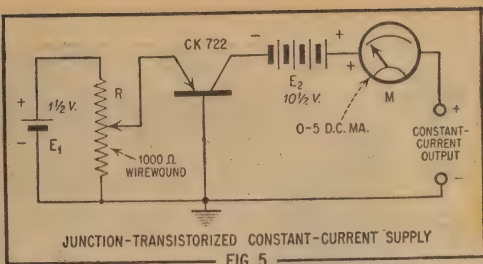 CK 722
+
1½ V.
-
E₁
R
1000 Ω
WIREWOUND
-
+
E₂
10½ V.
+
M
0-5 D.C. MA.
+
CONSTANT-
CURRENT
OUTPUT
-
JUNCTION-TRANSISTORIZED CONSTANT-CURRENT SUPPLY
FIG 5